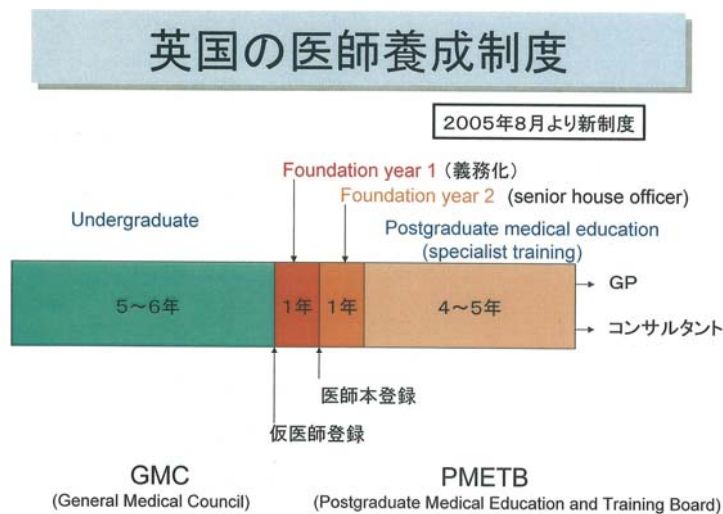 英国の医師養成制度
2005年8月より新制度
Foundation year 1 (義務化)
Foundation year 2 (senior house officer)
Undergraduate
Postgraduate medical education
(specialist training)
5～6年
1年
1年
4～5年
GP
コンサルタント
医師本登録
仮医師登録
GMC
(General Medical Council)
PMETB
(Postgraduate Medical Education and Training Board)